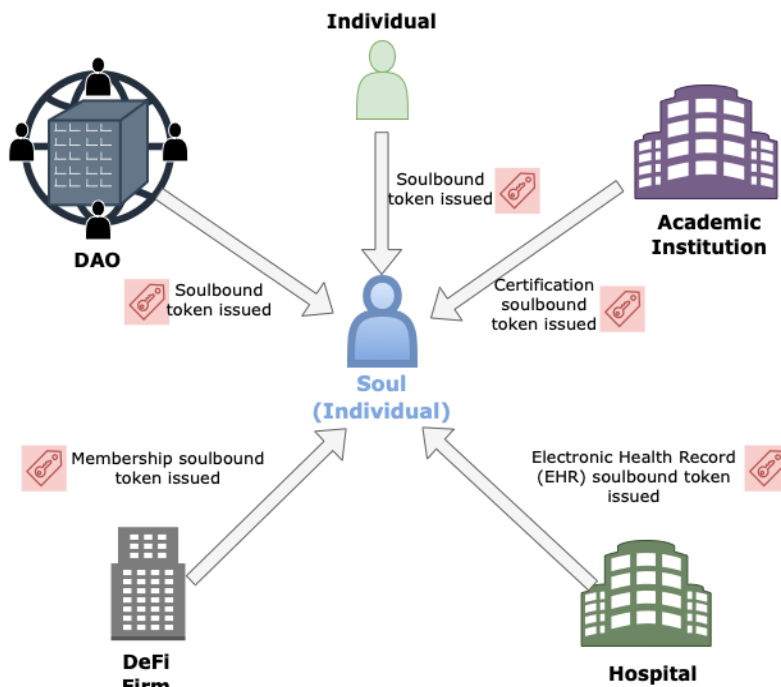 Individual
DAO
Soulbound
token issued
Academic
Institution
Soulbound
token issued
Certification
soulbound
token issued
Soul
(Individual)
Membership soulbound
token issued
Electronic Health Record
(EHR) soulbound token
issued
DeFi
Firm
Hospital